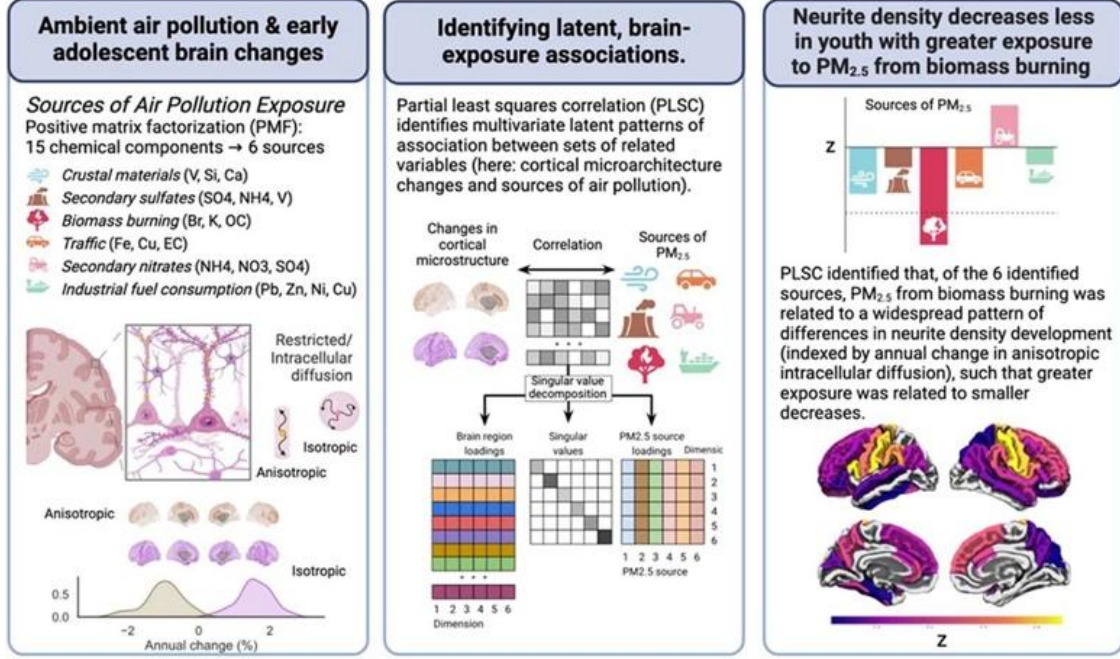 Ambient air pollution & early
adolescent brain changes
Sources of Air Pollution Exposure
Positive matrix factorization (PMF):
15 chemical components → 6 sources
Crustal materials (V, Si, Ca)
Secondary sulfates (SO4, NH4, V)
Biomass burning (Br, K, OC)
Traffic (Fe, Cu, EC)
Secondary nitrates (NH4, NO3, SO4)
Industrial fuel consumption (Pb, Zn, Ni, Cu)
Restricted/
Intracellular
diffusion
Isotropic
Anisotropic
Anisotropic
Isotropic
0.5
0.0
−2 0 2
Annual change (%)
Identifying latent, brain-
exposure associations.
Partial least squares correlation (PLSC)
identifies multivariate latent patterns of
association between sets of related
variables (here: cortical microarchitecture
changes and sources of air pollution).
Changes in
cortical
microstructure
Correlation
Sources of
PM2.5
Singular value
decomposition
Brain region
loadings
Singular
values
PM2.5 source
loadings
Dimensic
1
2
3
4
5
6
1 2 3 4 5 6
PM2.5 source
1 2 3 4 5 6
Dimension
Neurite density decreases less
in youth with greater exposure
to PM2.5 from biomass burning
Sources of PM2.5
Z
PLSC identified that, of the 6 identified
sources, PM2.5 from biomass burning was
related to a widespread pattern of
differences in neurite density development
(indexed by annual change in anisotropic
intracellular diffusion), such that greater
exposure was related to smaller
decreases.
Z